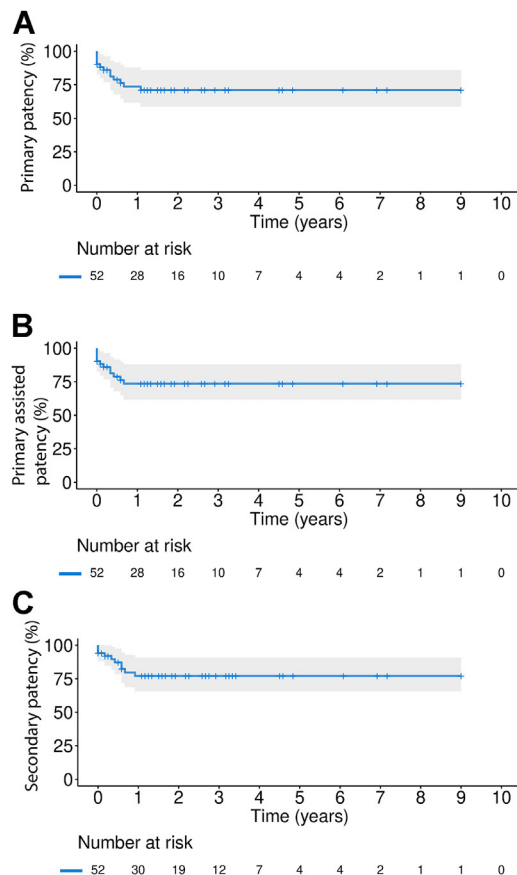 A
Primary patency (%)
100
75
50
25
0
0 1 2 3 4 5 6 7 8 9 10
Time (years)
Number at risk
52 28 16 10 7 4 4 2 1 1 0
B
Primary assisted
patency (%)
100
75
50
25
0
0 1 2 3 4 5 6 7 8 9 10
Time (years)
Number at risk
52 28 16 10 7 4 4 2 1 1 0
C
Secondary patency (%)
100
75
50
25
0
0 1 2 3 4 5 6 7 8 9 10
Time (years)
Number at risk
52 30 19 12 7 4 4 2 1 1 0